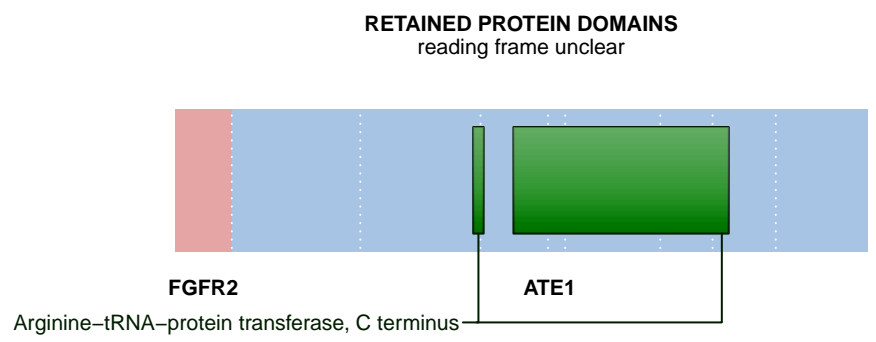 RETAINED PROTEIN DOMAINS
reading frame unclear
FGFR2 ATE1
Arginine−tRNA−protein transferase, C terminus